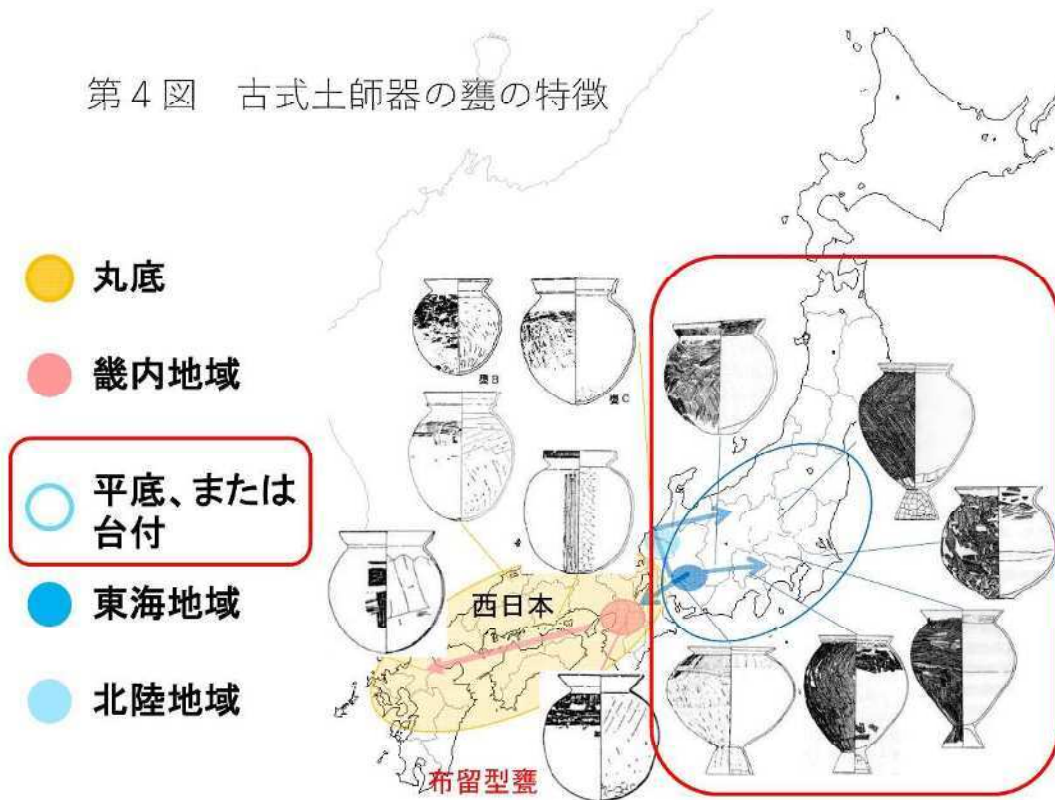 第4図 古式土師器の甕の特徴
丸底
畿内地域
平底、または
台付
東海地域
北陸地域
甕B
甕C
西日本
布留型甕